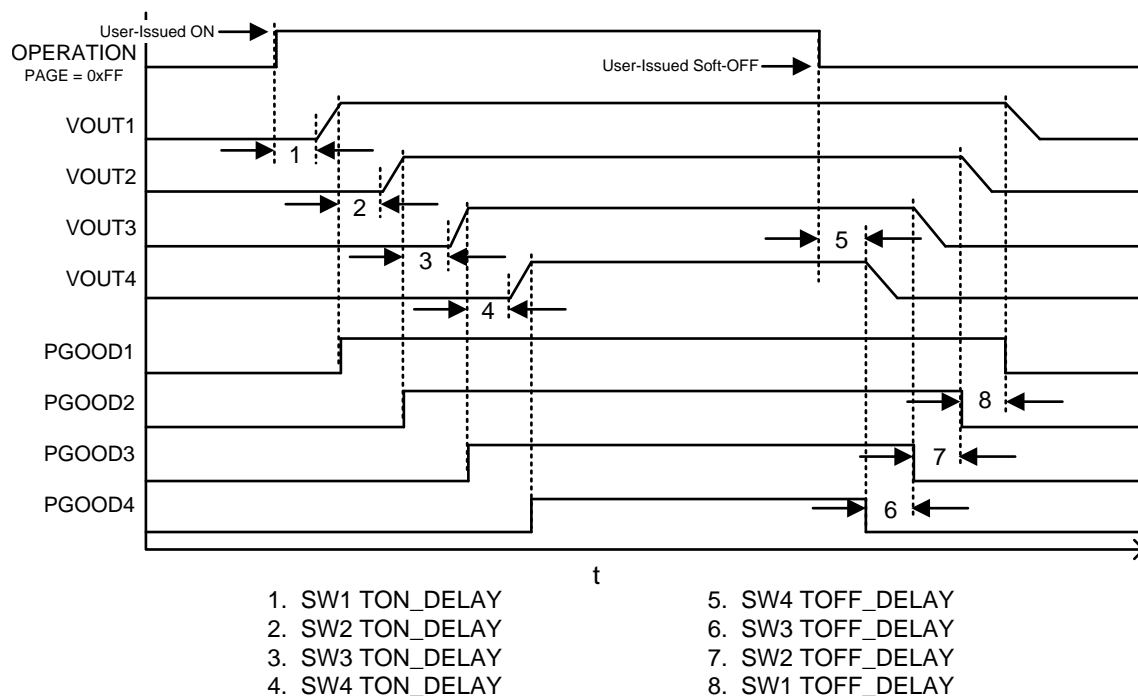 User-Issued ON
OPERATION
PAGE = 0xFF
User-Issued Soft-OFF
VOUT1
1
VOUT2
2
VOUT3
3
5
VOUT4
4
PGOOD1
PGOOD2
8
PGOOD3
7
PGOOD4
6
t
1. SW1 TON_DELAY
2. SW2 TON_DELAY
3. SW3 TON_DELAY
4. SW4 TON_DELAY
5. SW4 TOFF_DELAY
6. SW3 TOFF_DELAY
7. SW2 TOFF_DELAY
8. SW1 TOFF_DELAY